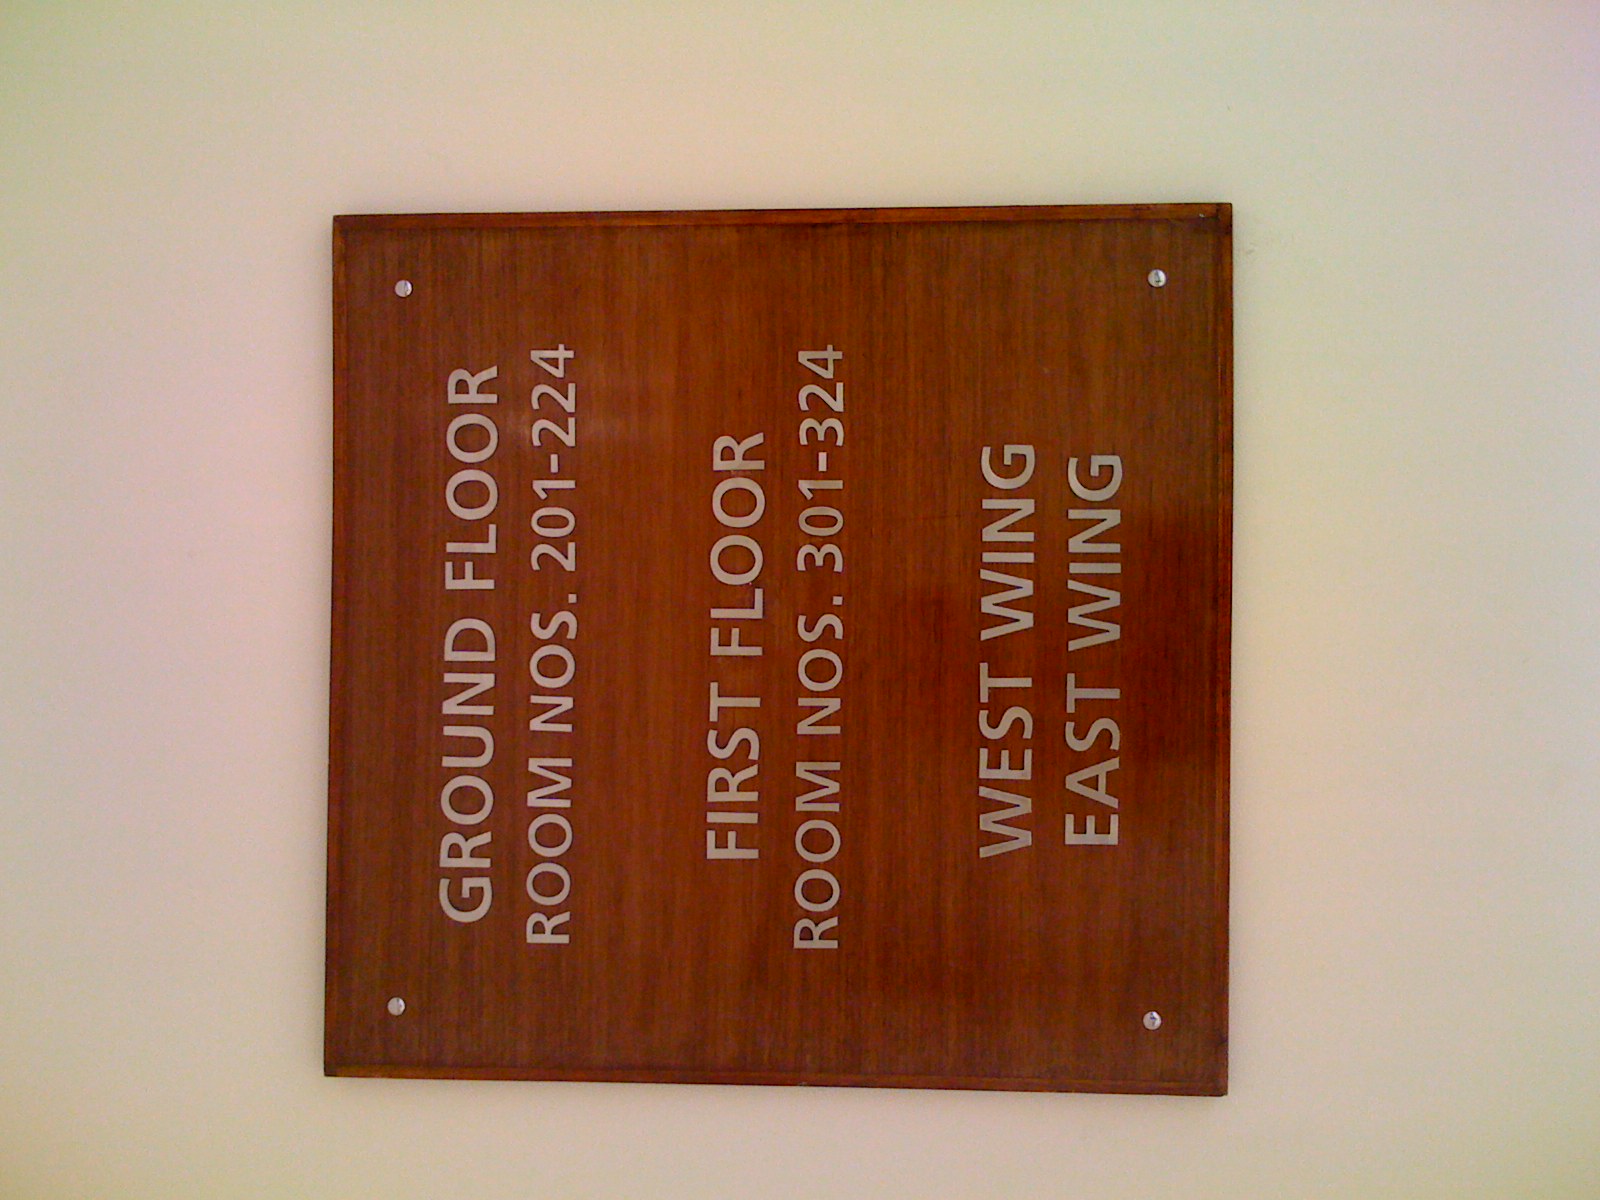 GROUND FLOOR
ROOM NOS. 201-224
FIRST FLOOR
ROOM NOS. 301-324
WEST WING
EAST WING